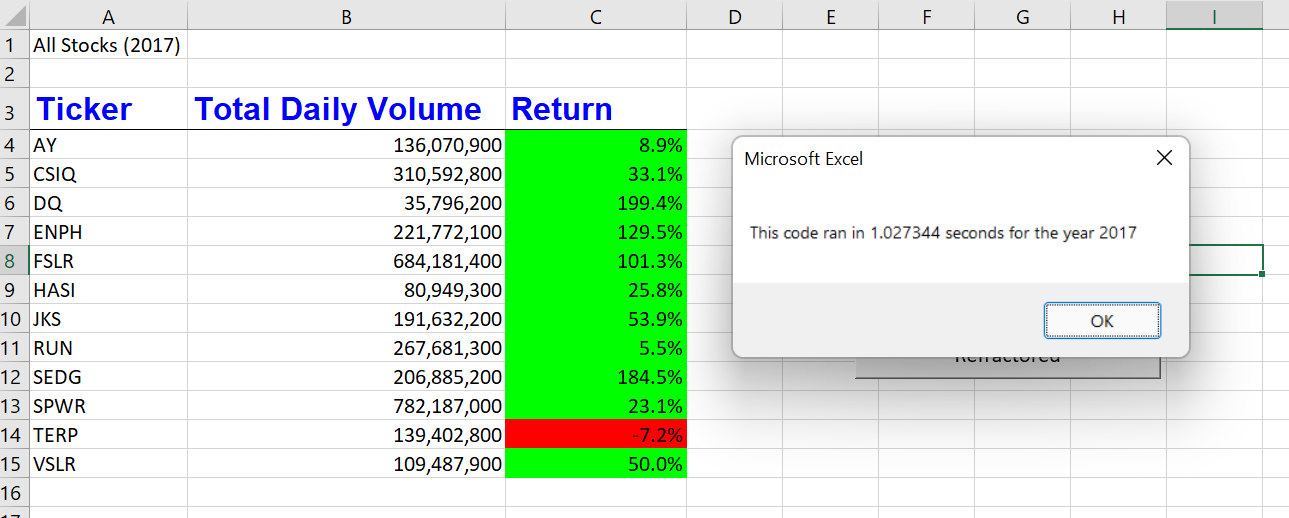 A B C D E F G H I
1 All Stocks (2017)
2
3 Ticker Total Daily Volume Return
4 AY 136,070,900 8.9%
5 CSIQ 310,592,800 33.1%
6 DQ 35,796,200 199.4%
7 ENPH 221,772,100 129.5%
8 FSLR 684,181,400 101.3%
9 HASI 80,949,300 25.8%
10 JKS 191,632,200 53.9%
11 RUN 267,681,300 5.5%
12 SEDG 206,885,200 184.5%
13 SPWR 782,187,000 23.1%
14 TERP 139,402,800 -7.2%
15 VSLR 109,487,900 50.0%
16
17
Microsoft Excel
This code ran in 1.027344 seconds for the year 2017
OK
Refractored